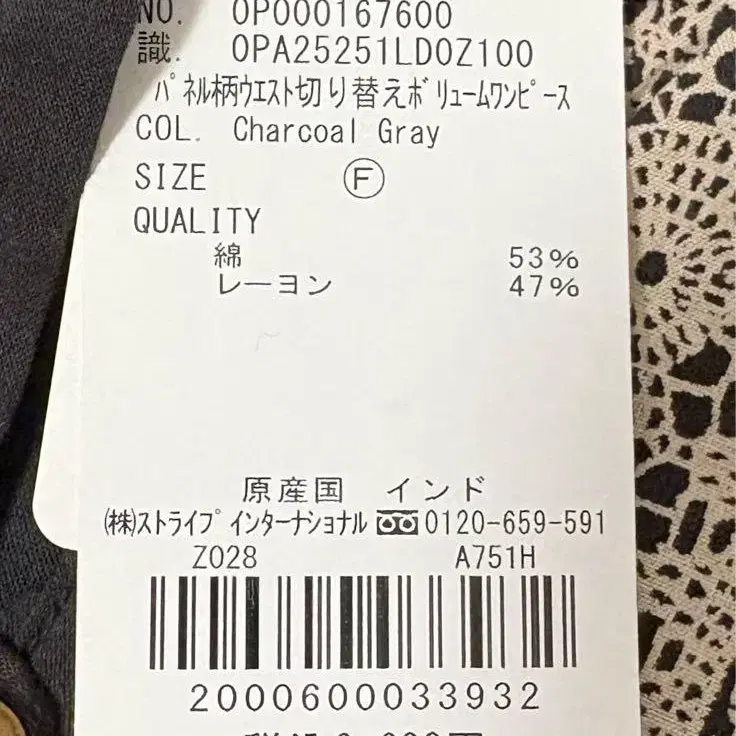 NO. 0P000167600
識. 0PA25251LD0Z100
パネル柄ウエスト切り替えボリュームワンピース
COL. Charcoal Gray
SIZE Ⓕ
QUALITY
綿 53%
レーヨン 47%
原産国 インド
(株)ストライプインターナショナル 0120-659-591
Z028 A751H
2000600033932